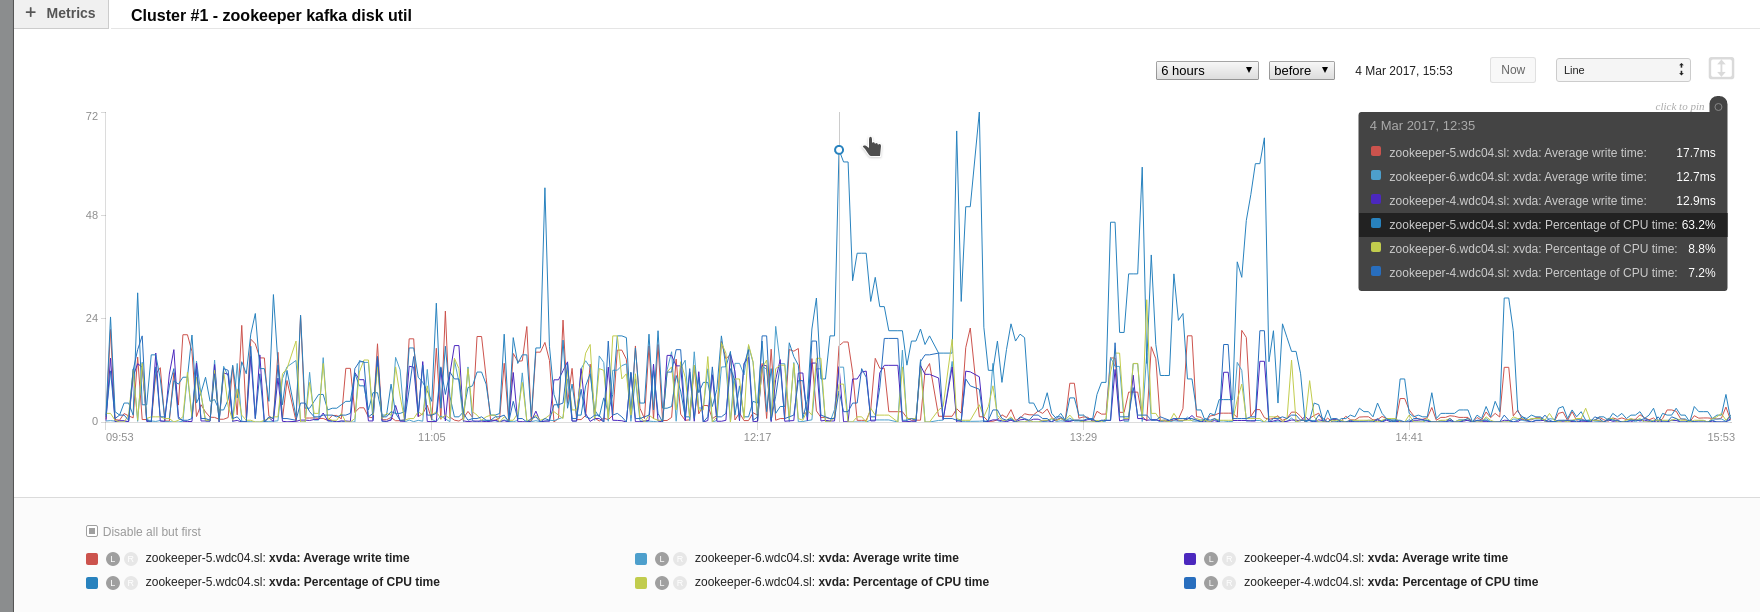 + Metrics Cluster #1 - zookeeper kafka disk util
6 hours before 4 Mar 2017, 15:53 Now Line
click to pin
4 Mar 2017, 12:35
zookeeper-5.wdc04.sl: xvda: Average write time: 17.7ms
zookeeper-6.wdc04.sl: xvda: Average write time: 12.7ms
zookeeper-4.wdc04.sl: xvda: Average write time: 12.9ms
zookeeper-5.wdc04.sl: xvda: Percentage of CPU time: 63.2%
zookeeper-6.wdc04.sl: xvda: Percentage of CPU time: 8.8%
zookeeper-4.wdc04.sl: xvda: Percentage of CPU time: 7.2%
72
48
24
0
09:53 11:05 12:17 13:29 14:41 15:53
Disable all but first
L R zookeeper-5.wdc04.sl: xvda: Average write time L R zookeeper-6.wdc04.sl: xvda: Average write time L R zookeeper-4.wdc04.sl: xvda: Average write time
L R zookeeper-5.wdc04.sl: xvda: Percentage of CPU time L R zookeeper-6.wdc04.sl: xvda: Percentage of CPU time L R zookeeper-4.wdc04.sl: xvda: Percentage of CPU time